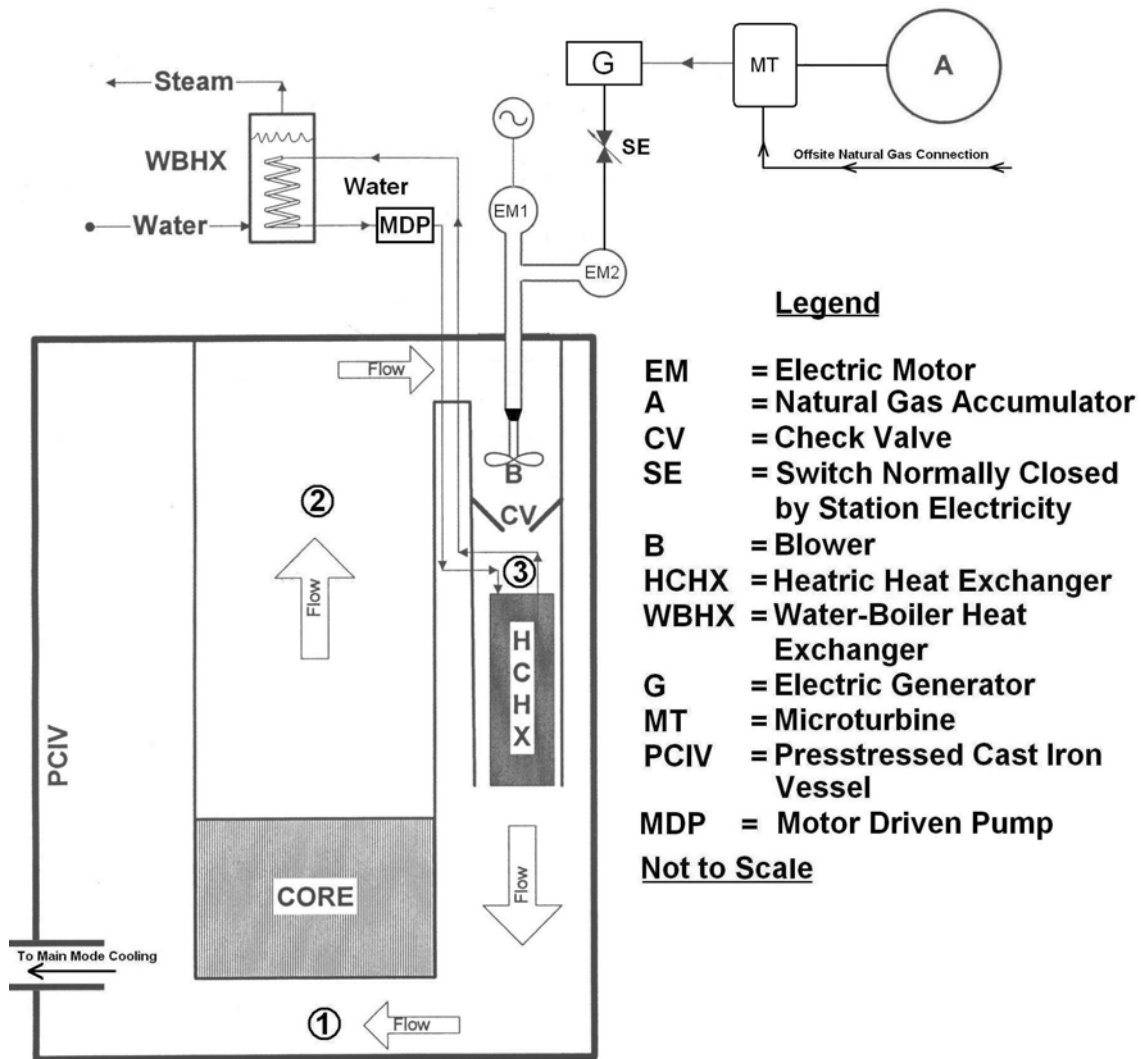 G
MT
A
SE
Offsite Natural Gas Connection
Steam
WBHX
Water
Water
MDP
EM1
EM2
Flow
B
CV
2
Flow
3
HCHX
PCIV
CORE
Flow
To Main Mode Cooling
1
Flow
Legend
EM = Electric Motor
A = Natural Gas Accumulator
CV = Check Valve
SE = Switch Normally Closed
by Station Electricity
B = Blower
HCHX = Heatric Heat Exchanger
WBHX = Water-Boiler Heat
Exchanger
G = Electric Generator
MT = Microturbine
PCIV = Presstressed Cast Iron
Vessel
MDP = Motor Driven Pump
Not to Scale